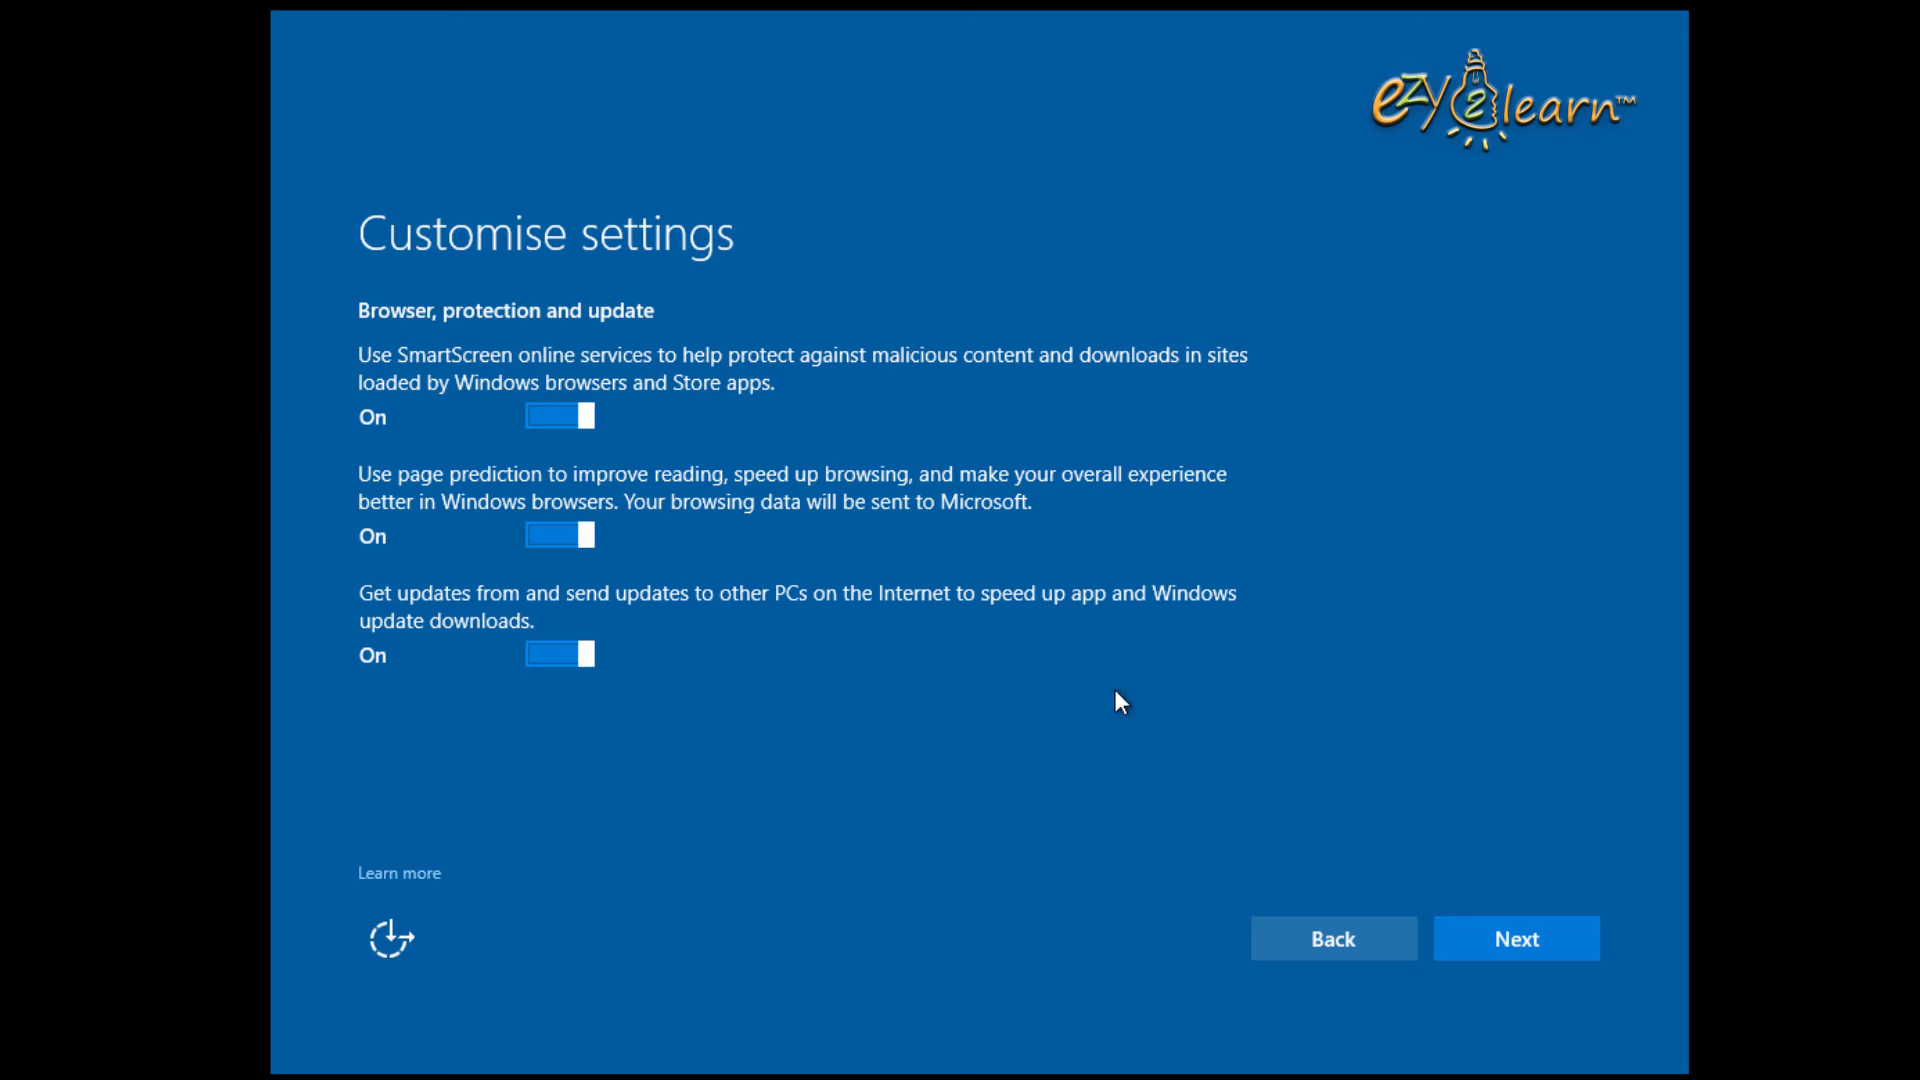 ezy2learn™
Customise settings
Browser, protection and update
Use SmartScreen online services to help protect against malicious content and downloads in sites
loaded by Windows browsers and Store apps.
On
Use page prediction to improve reading, speed up browsing, and make your overall experience
better in Windows browsers. Your browsing data will be sent to Microsoft.
On
Get updates from and send updates to other PCs on the Internet to speed up app and Windows
update downloads.
On
Learn more
Back
Next